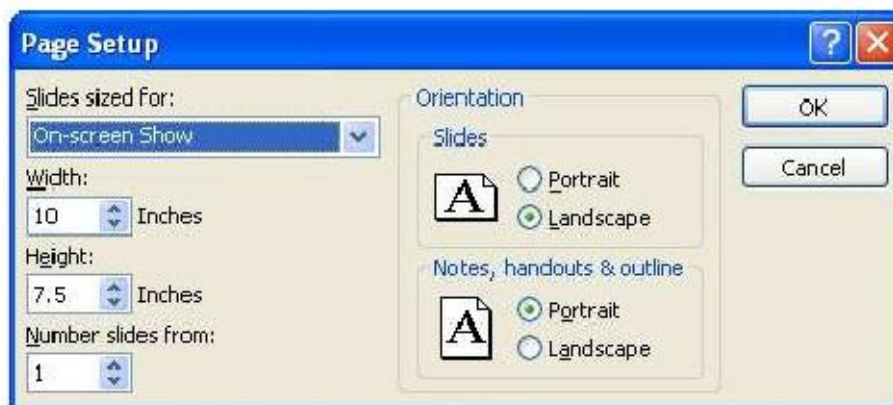 Page Setup
Slides sized for:
On-screen Show
Width:
10 Inches
Height:
7.5 Inches
Number slides from:
1
Orientation
Slides
A
Portrait
Landscape
Notes, handouts & outline
A
Portrait
Landscape
?
OK
Cancel